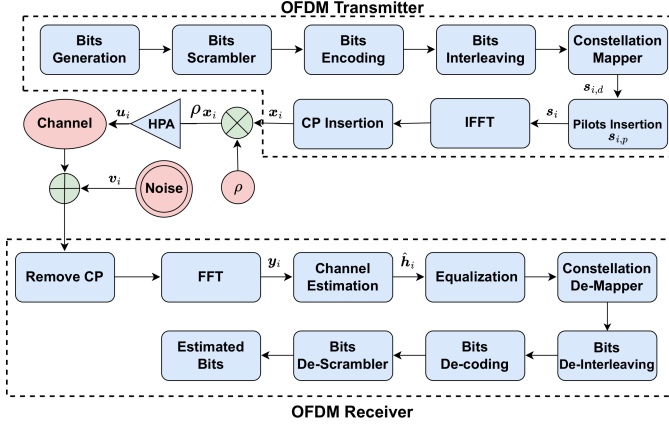 OFDM Transmitter
Bits
Generation
Bits
Scrambler
Bits
Encoding
Bits
Interleaving
Constellation
Mapper
s_{i,d}
Pilots Insertion
s_{i,p}
s_i
IFFT
CP Insertion
x_i
ρ
ρ x_i
HPA
u_i
Channel
v_i
Noise
Remove CP
FFT
y_i
Channel
Estimation
ĥ_i
Equalization
Constellation
De-Mapper
Bits
De-Interleaving
Bits
De-coding
Bits
De-Scrambler
Estimated
Bits
OFDM Receiver